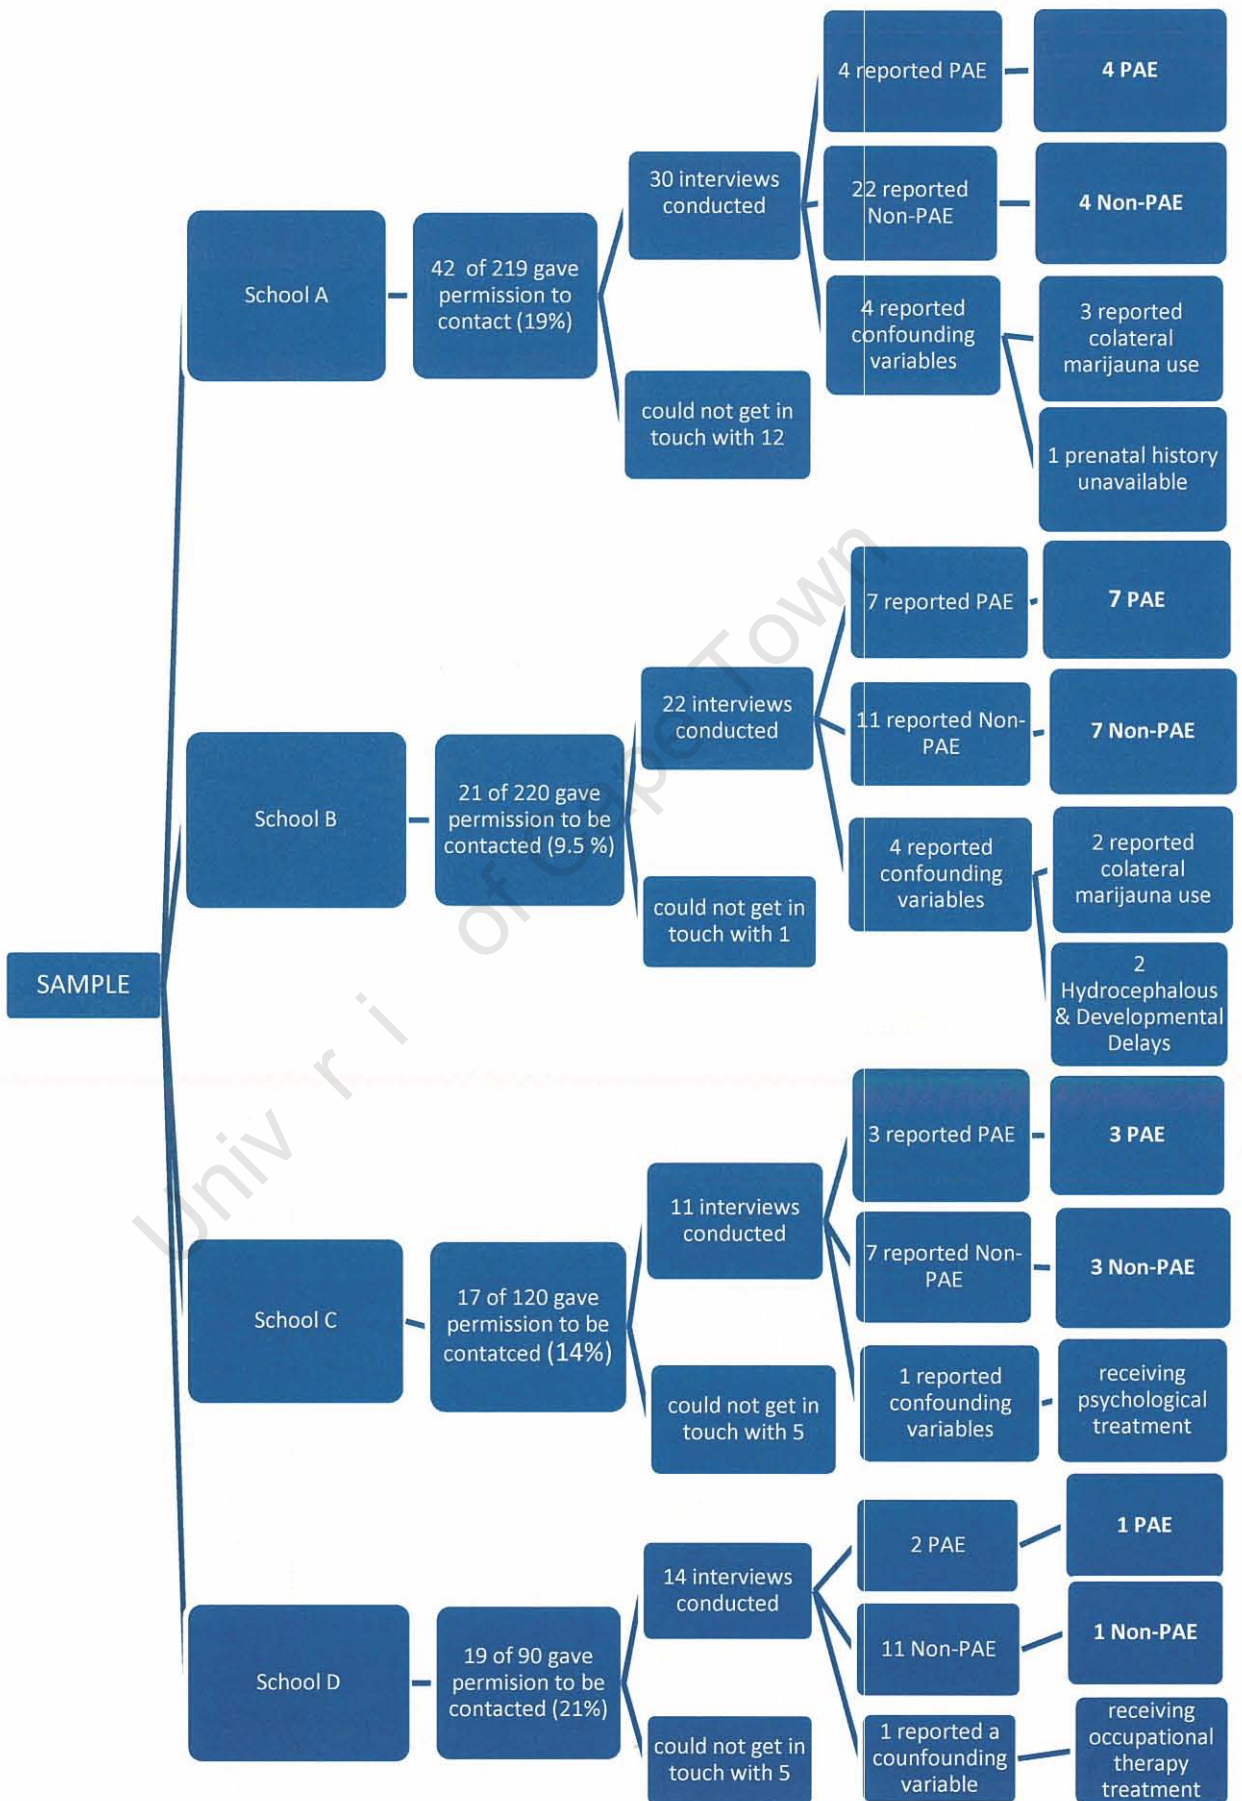 SAMPLE
School A
42 of 219 gave
permission to
contact (19%)
30 interviews
conducted
4 reported PAE
4 PAE
22 reported
Non-PAE
4 Non-PAE
4 reported
confounding
variables
3 reported
colateral
marijauna use
1 prenatal history
unavailable
could not get in
touch with 12
School B
21 of 220 gave
permission to be
contacted (9.5 %)
22 interviews
conducted
7 reported PAE
7 PAE
11 reported Non-
PAE
7 Non-PAE
4 reported
confounding
variables
2 reported
colateral
marijauna use
2
Hydrocephalous
& Developmental
Delays
could not get in
touch with 1
School C
17 of 120 gave
permission to be
contatced (14%)
11 interviews
conducted
3 reported PAE
3 PAE
7 reported Non-
PAE
3 Non-PAE
1 reported
confounding
variables
receiving
psychological
treatment
could not get in
touch with 5
School D
19 of 90 gave
permision to be
contacted (21%)
14 interviews
conducted
2 PAE
1 PAE
11 Non-PAE
1 Non-PAE
1 reported a
counfounding
variable
receiving
occupational
therapy
treatment
could not get in
touch with 5
of Cape Town